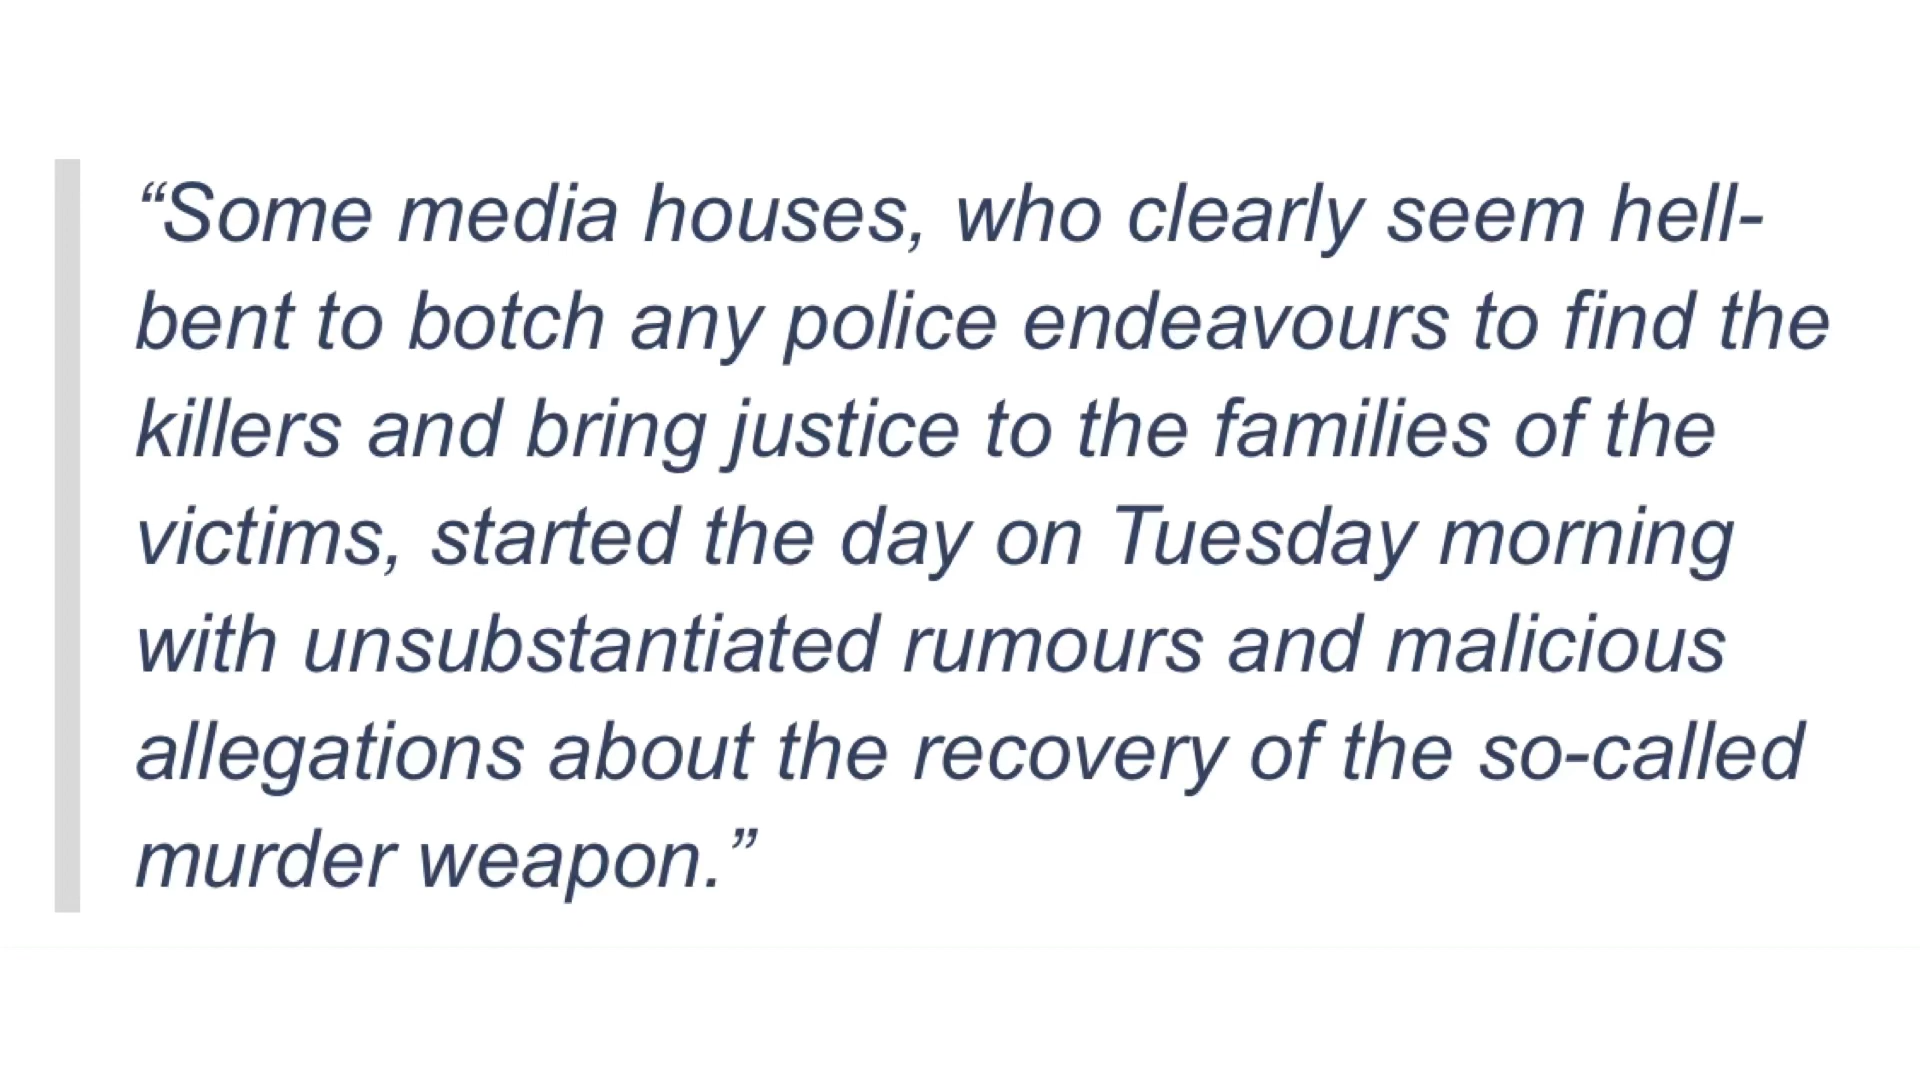 “Some media houses, who clearly seem hell-
bent to botch any police endeavours to find the
killers and bring justice to the families of the
victims, started the day on Tuesday morning
with unsubstantiated rumours and malicious
allegations about the recovery of the so-called
murder weapon.”